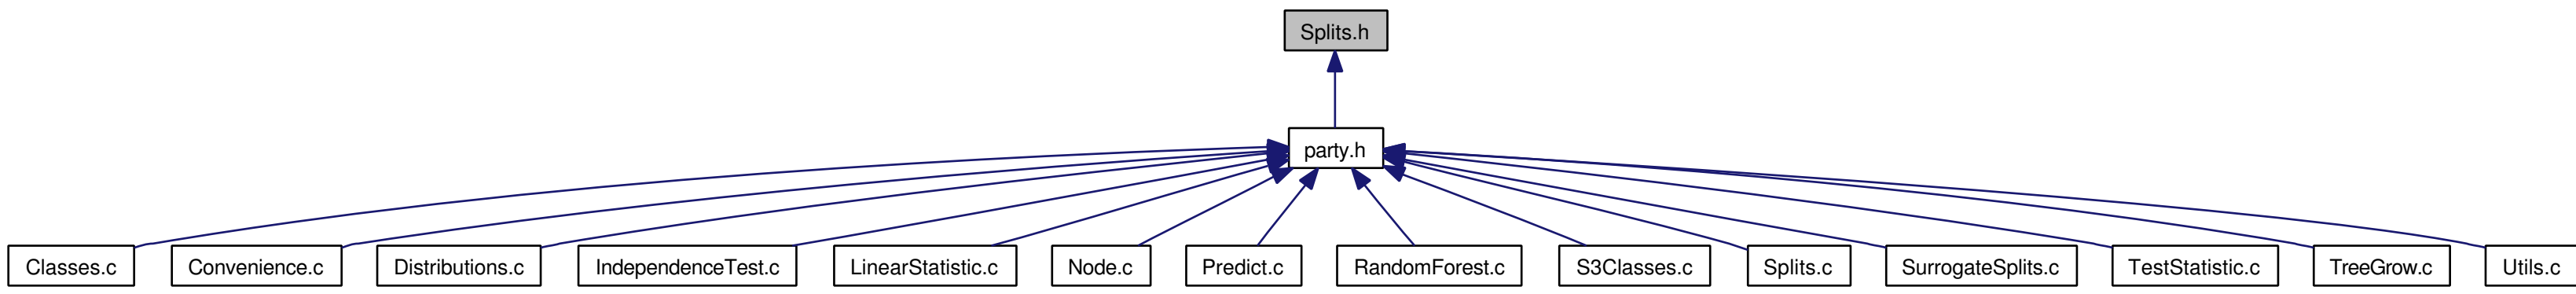 Splits.h
party.h
Classes.c
Convenience.c
Distributions.c
IndependenceTest.c
LinearStatistic.c
Node.c
Predict.c
RandomForest.c
S3Classes.c
Splits.c
SurrogateSplits.c
TestStatistic.c
TreeGrow.c
Utils.c